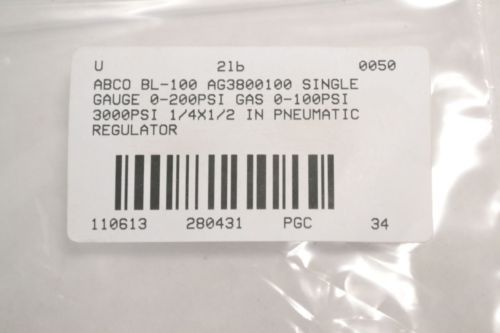 U 2lb 0050
ABCO BL-100 AG3800100 SINGLE
GAUGE 0-200PSI GAS 0-100PSI
3000PSI 1/4X1/2 IN PNEUMATIC
REGULATOR
110613 280431 PGC 34